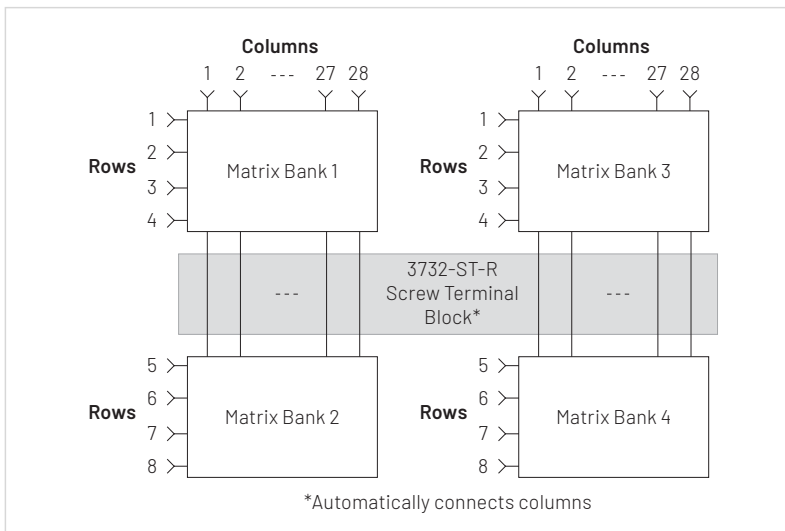 Columns Columns
1 2 --- 27 28 1 2 --- 27 28
1 1
2 2
Rows Matrix Bank 1 Rows Matrix Bank 3
3 3
4 4
3732-ST-R
--- Screw Terminal ---
Block*
5 5
6 6
Rows Matrix Bank 2 Rows Matrix Bank 4
7 7
8 8
*Automatically connects columns